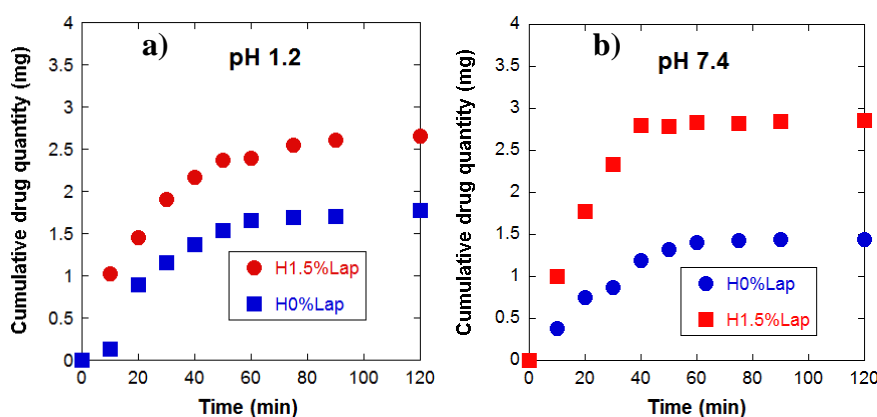 a)
pH 1.2
Cumulative drug quantity (mg)
4
3.5
3
2.5
2
1.5
1
0.5
0
H1.5%Lap
H0%Lap
0 20 40 60 80 100 120
Time (min)
b)
pH 7.4
Cumulative drug quantity (mg)
4
3.5
3
2.5
2
1.5
1
0.5
0
H0%Lap
H1.5%Lap
0 20 40 60 80 100 120
Time (min)